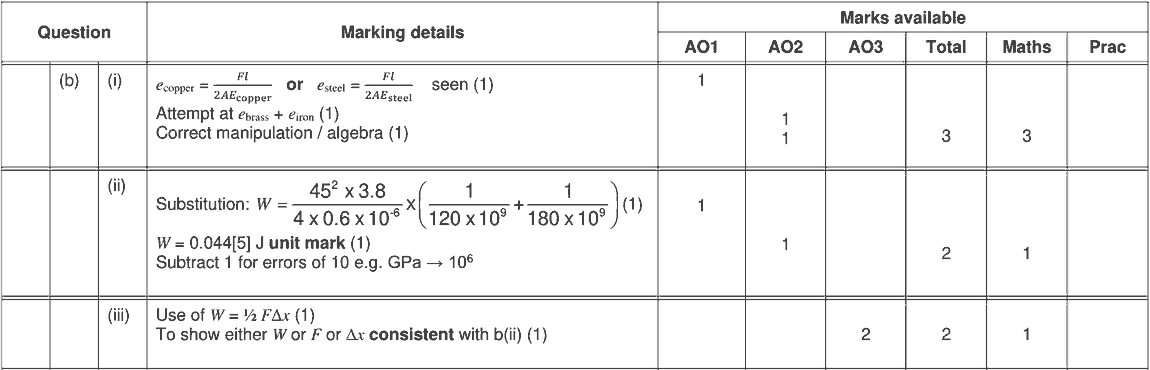 Question Marking details Marks available
AO1 AO2 AO3 Total Maths Prac
(b) (i) e_copper = Fl / 2AE_copper or e_steel = Fl / 2AE_steel seen (1) 1
Attempt at e_brass + e_iron (1) 1
Correct manipulation / algebra (1) 1 3 3
(ii) Substitution: W = 45² x 3.8 / 4 x 0.6 x 10⁻⁶ x (1 / 120 x 10⁹ + 1 / 180 x 10⁹) (1) 1
W = 0.044[5] J unit mark (1) 1 2 1
Subtract 1 for errors of 10 e.g. GPa → 10⁶
(iii) Use of W = ½ FΔx (1)
To show either W or F or Δx consistent with b(ii) (1) 2 2 1